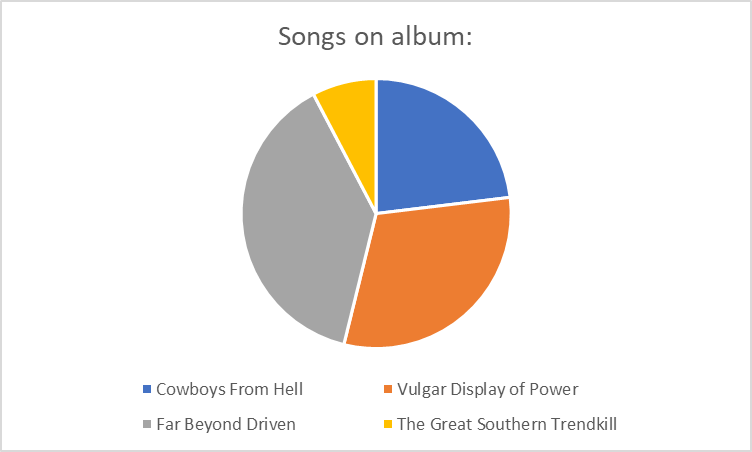 Songs on album:
Cowboys From Hell
Vulgar Display of Power
Far Beyond Driven
The Great Southern Trendkill